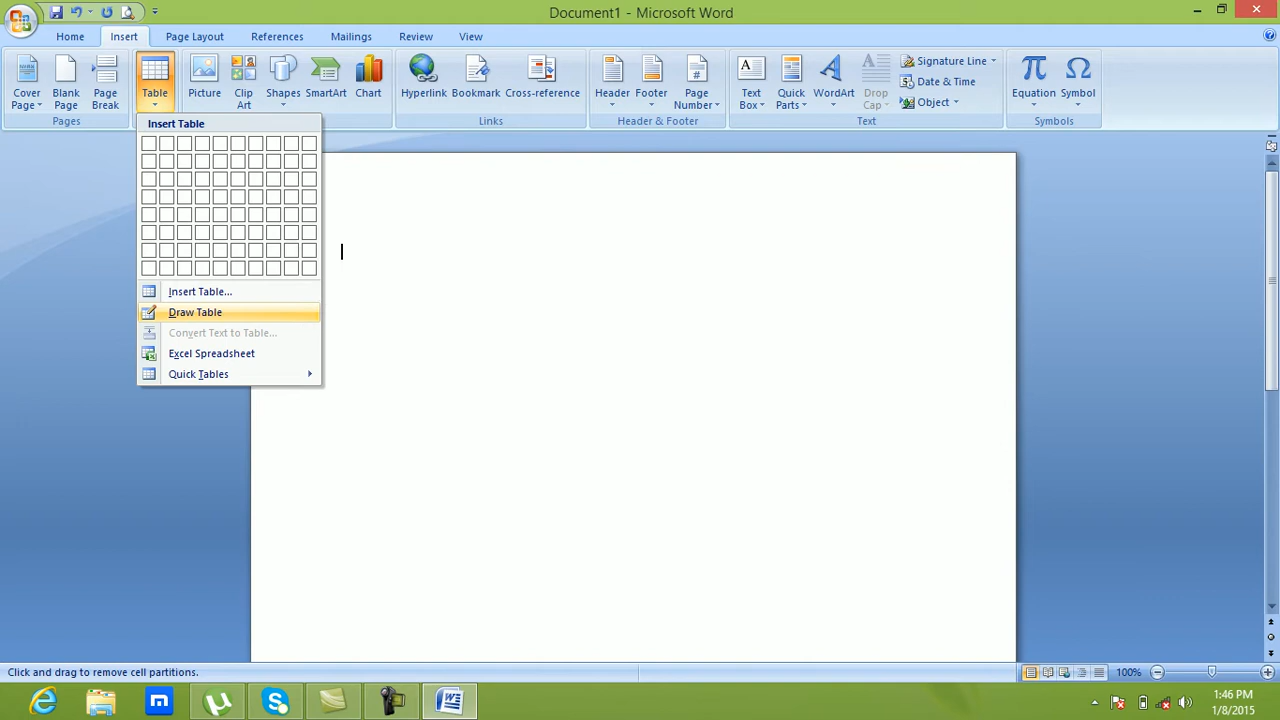 Document1 - Microsoft Word
Home Insert Page Layout References Mailings Review View
Cover Page
Blank Page
Page Break
Table
Picture
Clip Art
Shapes
SmartArt
Chart
Hyperlink
Bookmark
Cross-reference
Header
Footer
Page Number
Text Box
Quick Parts
WordArt
Drop Cap
Signature Line
Date & Time
Object
Equation
Symbol
Pages
Links
Header & Footer
Text
Symbols
Insert Table
Insert Table...
Draw Table
Convert Text to Table...
Excel Spreadsheet
Quick Tables
Click and drag to remove cell partitions.
100%
1:46 PM
1/8/2015